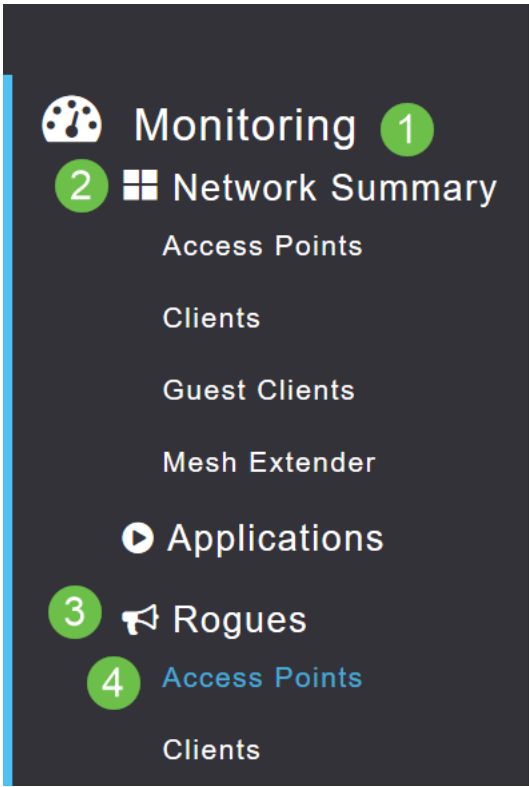 Monitoring 1
2 Network Summary
Access Points
Clients
Guest Clients
Mesh Extender
Applications
3 Rogues
4 Access Points
Clients